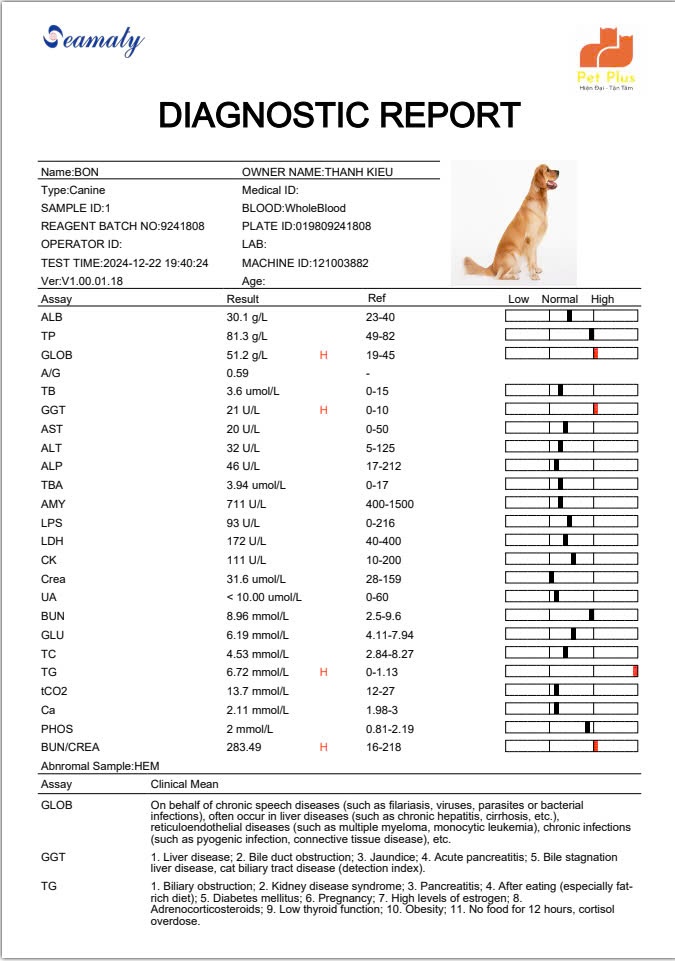 Seamaty
Pet Plus
Hiện Đại - Tận Tâm
DIAGNOSTIC REPORT
Name:BON OWNER NAME:THANH KIEU
Type:Canine Medical ID:
SAMPLE ID:1 BLOOD:WholeBlood
REAGENT BATCH NO:9241808 PLATE ID:019809241808
OPERATOR ID: LAB:
TEST TIME:2024-12-22 19:40:24 MACHINE ID:121003882
Ver:V1.00.01.18 Age:
Assay Result Ref Low Normal High
ALB 30.1 g/L 23-40
TP 81.3 g/L 49-82
GLOB 51.2 g/L H 19-45
A/G 0.59 -
TB 3.6 umol/L 0-15
GGT 21 U/L H 0-10
AST 20 U/L 0-50
ALT 32 U/L 5-125
ALP 46 U/L 17-212
TBA 3.94 umol/L 0-17
AMY 711 U/L 400-1500
LPS 93 U/L 0-216
LDH 172 U/L 40-400
CK 111 U/L 10-200
Crea 31.6 umol/L 28-159
UA < 10.00 umol/L 0-60
BUN 8.96 mmol/L 2.5-9.6
GLU 6.19 mmol/L 4.11-7.94
TC 4.53 mmol/L 2.84-8.27
TG 6.72 mmol/L H 0-1.13
tCO2 13.7 mmol/L 12-27
Ca 2.11 mmol/L 1.98-3
PHOS 2 mmol/L 0.81-2.19
BUN/CREA 283.49 H 16-218
Abnromal Sample:HEM
Assay Clinical Mean
GLOB On behalf of chronic speech diseases (such as filariasis, viruses, parasites or bacterial
infections), often occur in liver diseases (such as chronic hepatitis, cirrhosis, etc.),
reticuloendothelial diseases (such as multiple myeloma, monocytic leukemia), chronic infections
(such as pyogenic infection, connective tissue disease), etc.
GGT 1. Liver disease; 2. Bile duct obstruction; 3. Jaundice; 4. Acute pancreatitis; 5. Bile stagnation
liver disease, cat biliary tract disease (detection index).
TG 1. Biliary obstruction; 2. Kidney disease syndrome; 3. Pancreatitis; 4. After eating (especially fat-
rich diet); 5. Diabetes mellitus; 6. Pregnancy; 7. High levels of estrogen; 8.
Adrenocorticosteroids; 9. Low thyroid function; 10. Obesity; 11. No food for 12 hours, cortisol
overdose.